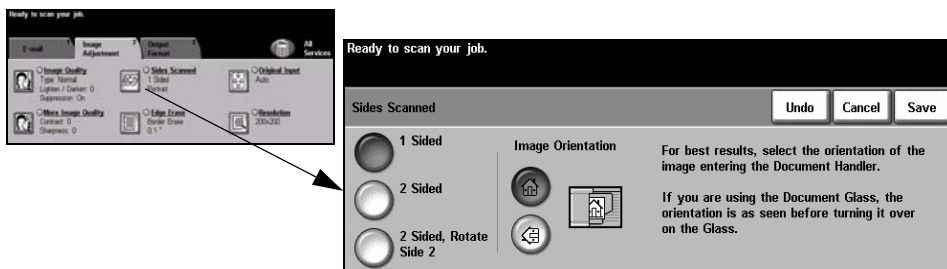 Ready to scan your job.
E-mail
1
Image
Adjustment
2
Output
Format
3
All
Services
Image Quality
Type: Normal
Lighten / Darken: 0
Suppression: On
Sides Scanned
1 Sided
Portrait
Original Input
Auto
More Image Quality
Contrast: 0
Sharpness: 0
Edge Erase
Border Erase
0.1 "
Resolution
200x200
Ready to scan your job.
Sides Scanned
Undo
Cancel
Save
1 Sided
2 Sided
2 Sided, Rotate
Side 2
Image Orientation
For best results, select the orientation of the
image entering the Document Handler.
If you are using the Document Glass, the
orientation is as seen before turning it over
on the Glass.